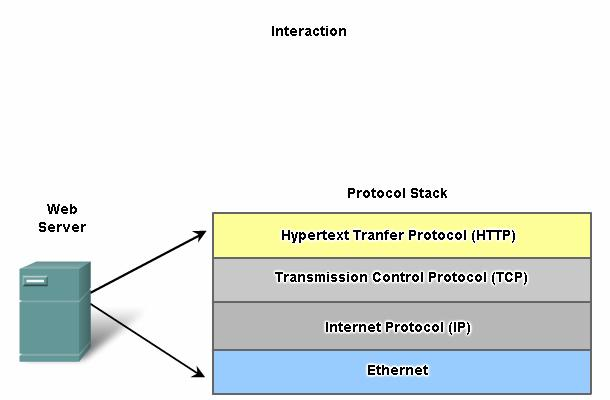 Interaction
Protocol Stack
Web
Server
Hypertext Tranfer Protocol (HTTP)
Transmission Control Protocol (TCP)
Internet Protocol (IP)
Ethernet